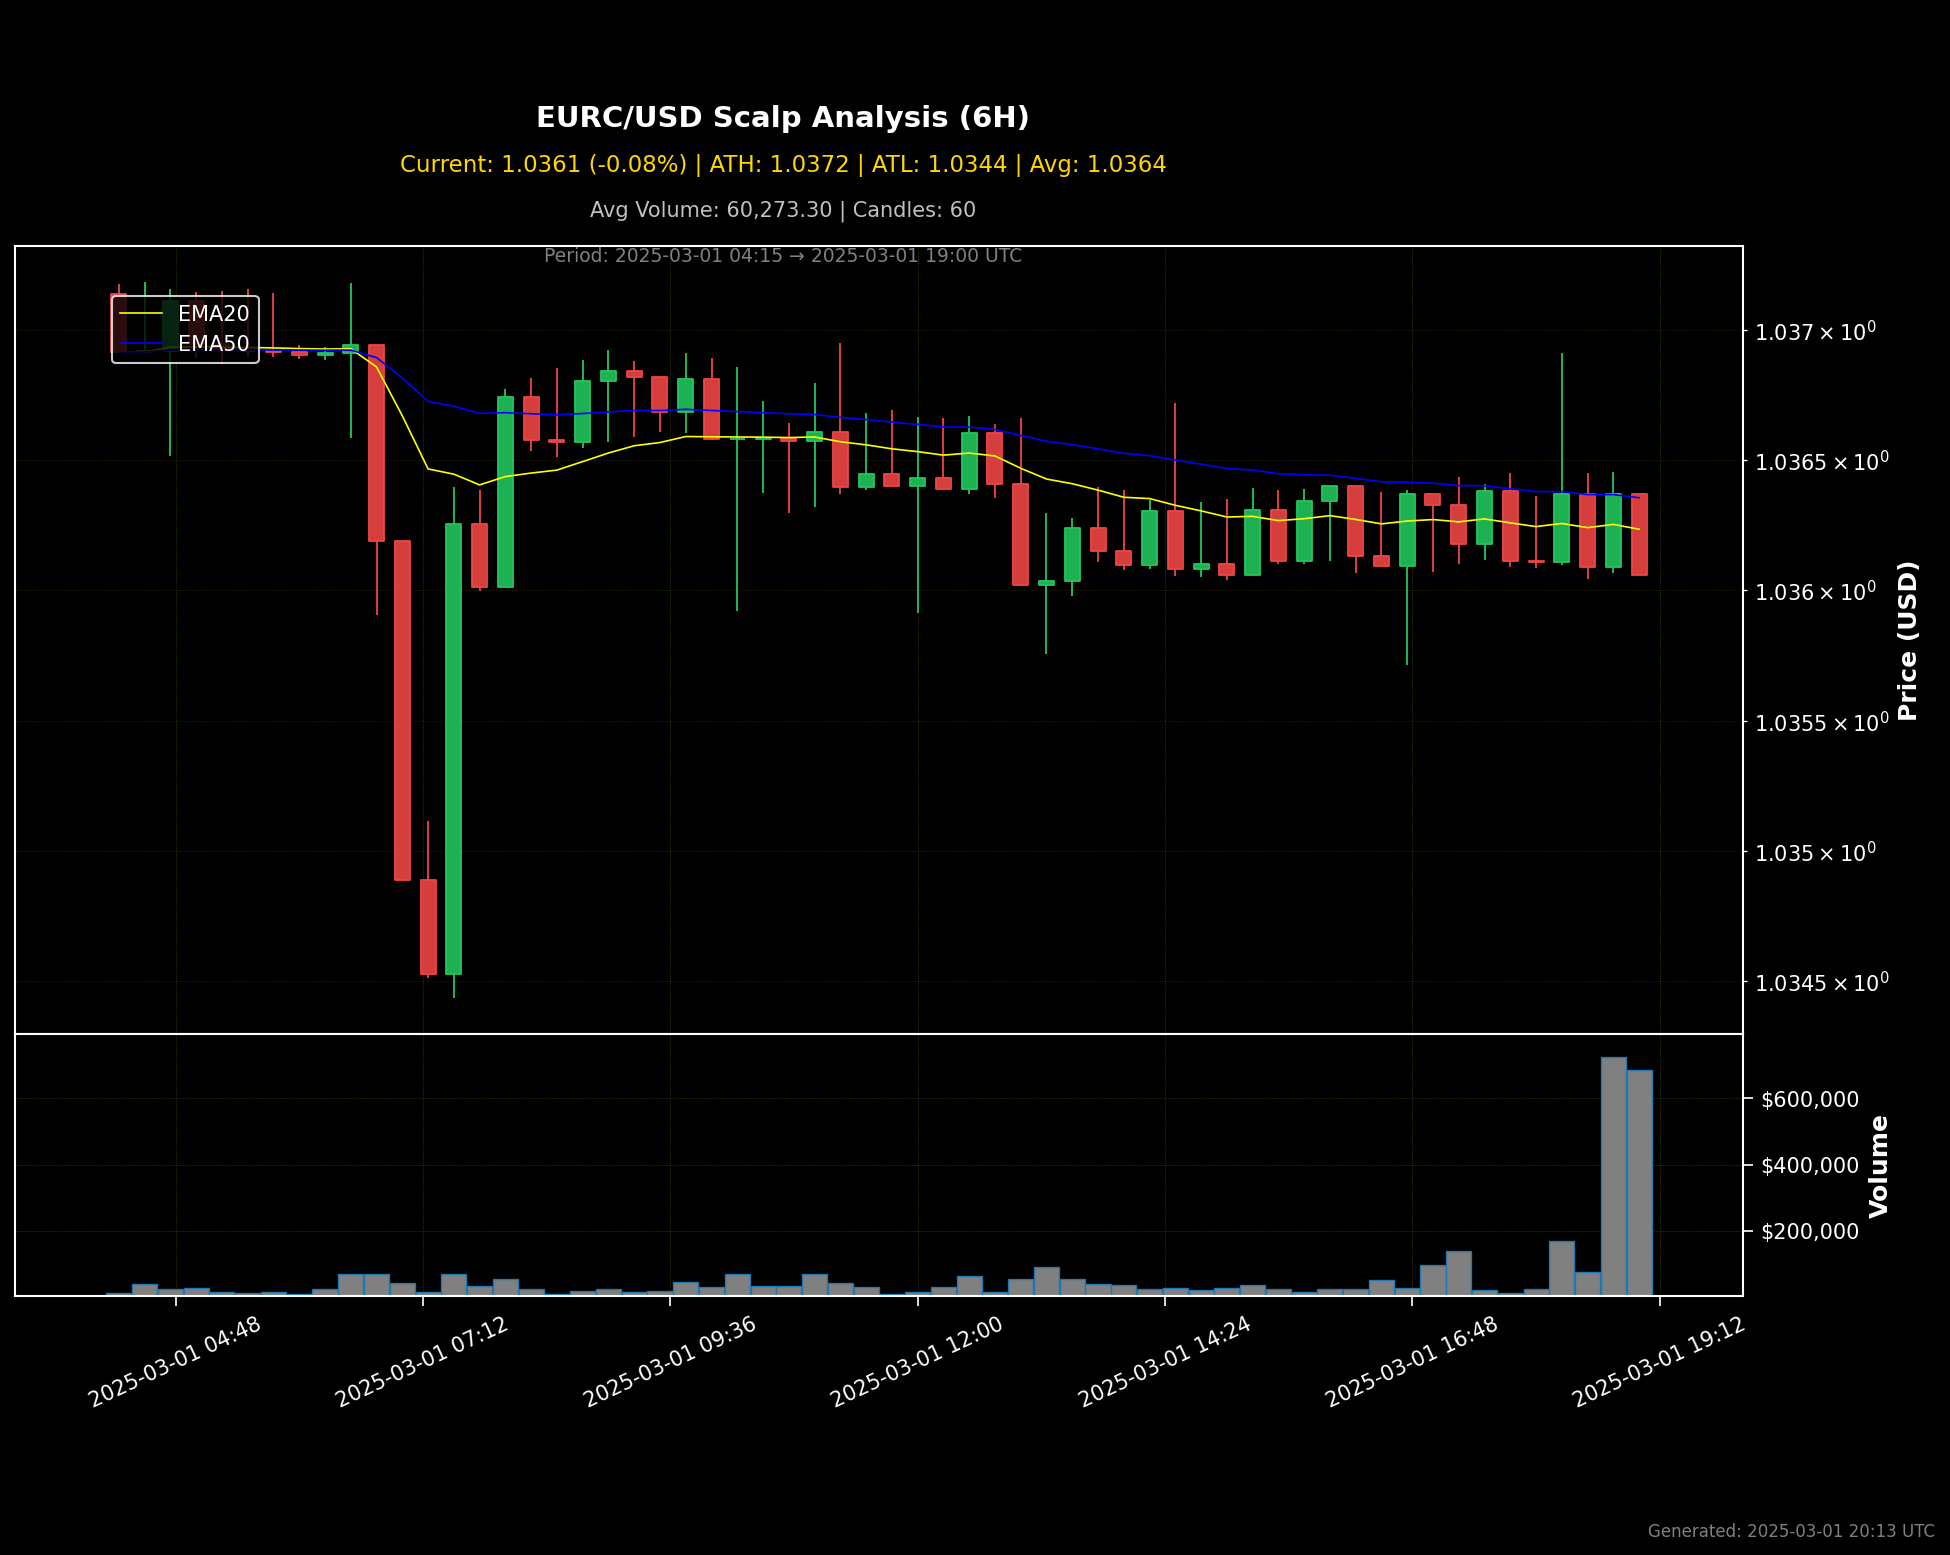 EURC/USD Scalp Analysis (6H)
Current: 1.0361 (-0.08%) | ATH: 1.0372 | ATL: 1.0344 | Avg: 1.0364
Avg Volume: 60,273.30 | Candles: 60
Period: 2025-03-01 04:15 → 2025-03-01 19:00 UTC
EMA20
EMA50
1.037 × 10⁰
1.0365 × 10⁰
1.036 × 10⁰
1.0355 × 10⁰
1.035 × 10⁰
1.0345 × 10⁰
Price (USD)
$600,000
$400,000
$200,000
Volume
2025-03-01 04:48
2025-03-01 07:12
2025-03-01 09:36
2025-03-01 12:00
2025-03-01 14:24
2025-03-01 16:48
2025-03-01 19:12
Generated: 2025-03-01 20:13 UTC